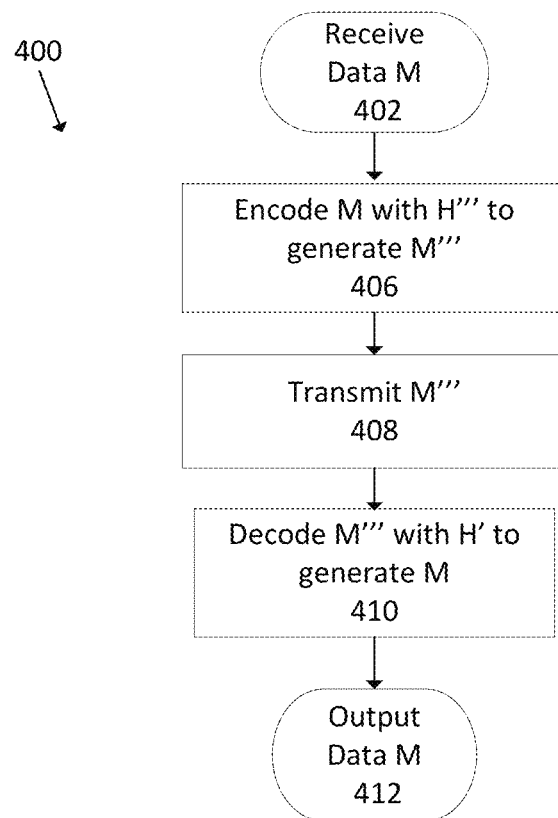 400
Receive
Data M
402
Encode M with H’’’ to
generate M’’’
406
Transmit M’’’
408
Decode M’’’ with H' to
generate M
410
Output
Data M
412